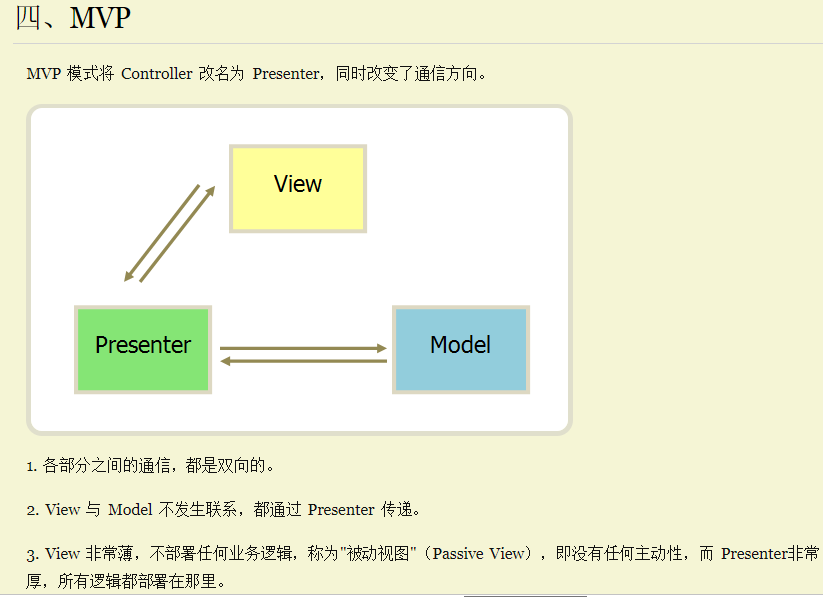 四、MVP
MVP 模式将 Controller 改名为 Presenter，同时改变了通信方向。
View
Presenter
Model
1. 各部分之间的通信，都是双向的。
2. View 与 Model 不发生联系，都通过 Presenter 传递。
3. View 非常薄，不部署任何业务逻辑，称为"被动视图"（Passive View），即没有任何主动性，而 Presenter非常
厚，所有逻辑都部署在那里。